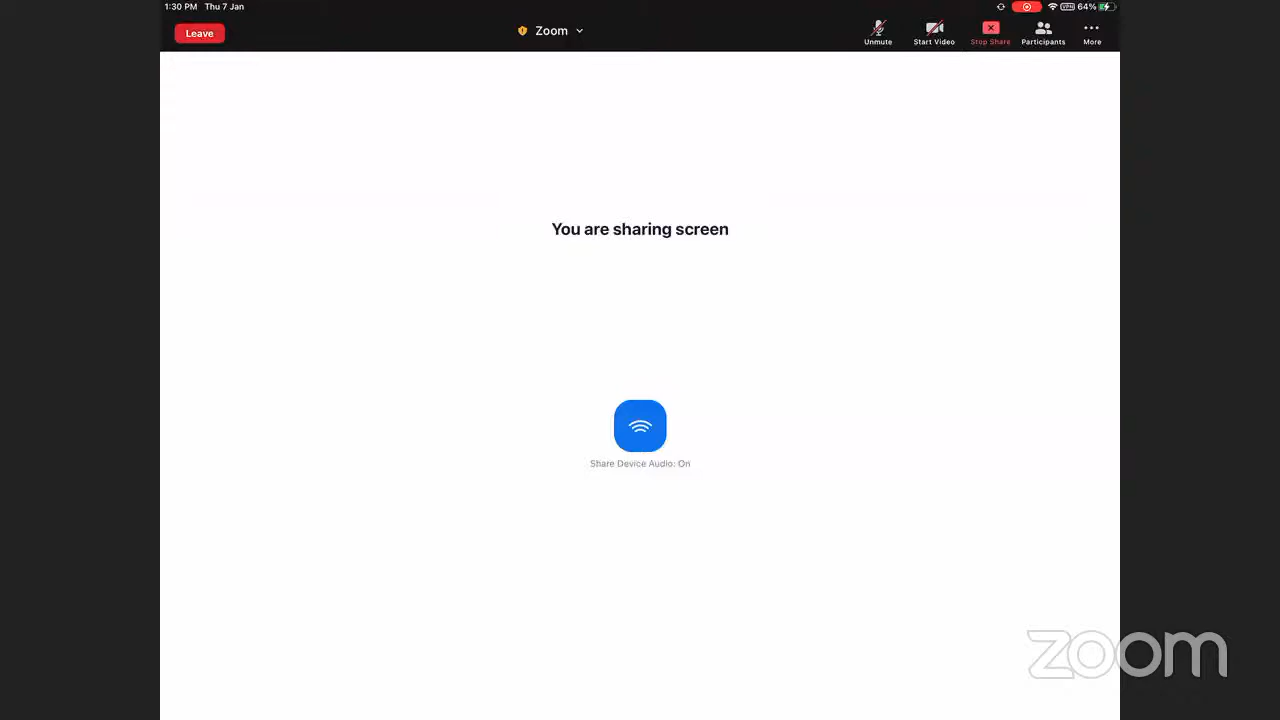 1:30 PM Thu 7 Jan
VPN 64%
Leave
Zoom
Unmute
Start Video
Stop Share
Participants
More
You are sharing screen
Share Device Audio: On
zoom